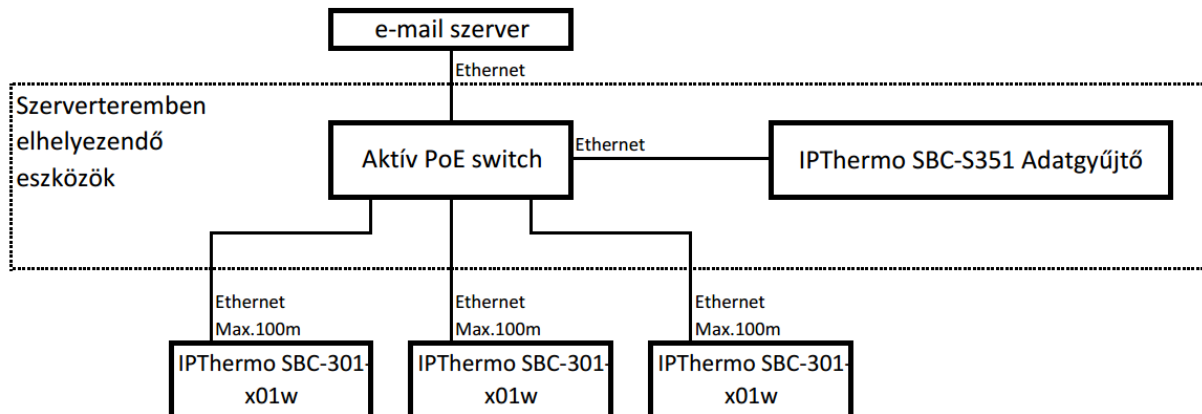 e-mail szerver
Ethernet
Szerverteremben
elhelyezendő
eszközök
Aktív PoE switch
Ethernet
IPThermo SBC-S351 Adatgyűjtő
Ethernet
Max.100m
Ethernet
Max.100m
Ethernet
Max.100m
IPThermo SBC-301-
x01w
IPThermo SBC-301-
x01w
IPThermo SBC-301-
x01w